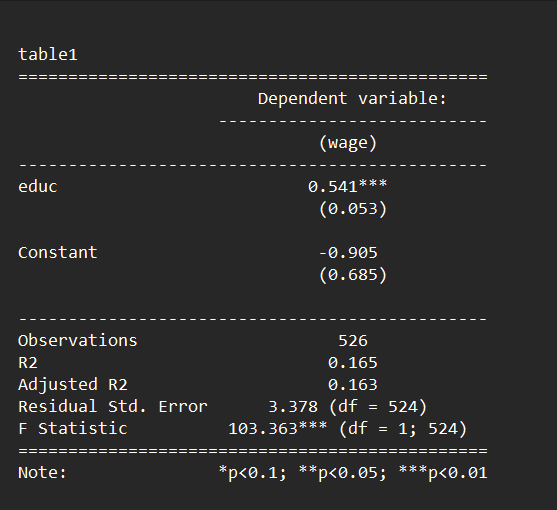 table1
===============================================
Dependent variable:
---------------------------
(wage)
-----------------------------------------------
educ 0.541***
(0.053)
Constant -0.905
(0.685)
-----------------------------------------------
Observations 526
R2 0.165
Adjusted R2 0.163
Residual Std. Error 3.378 (df = 524)
F Statistic 103.363*** (df = 1; 524)
===============================================
Note: *p<0.1; **p<0.05; ***p<0.01